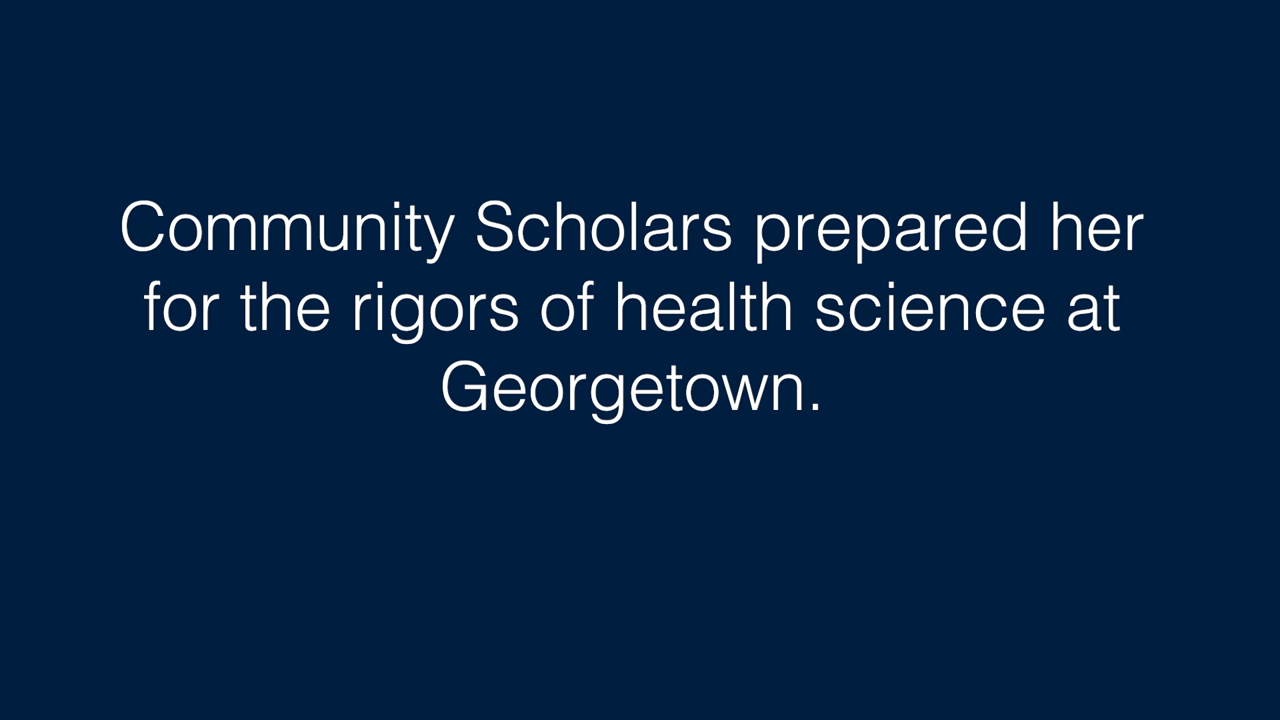 Community Scholars prepared her
for the rigors of health science at
Georgetown.